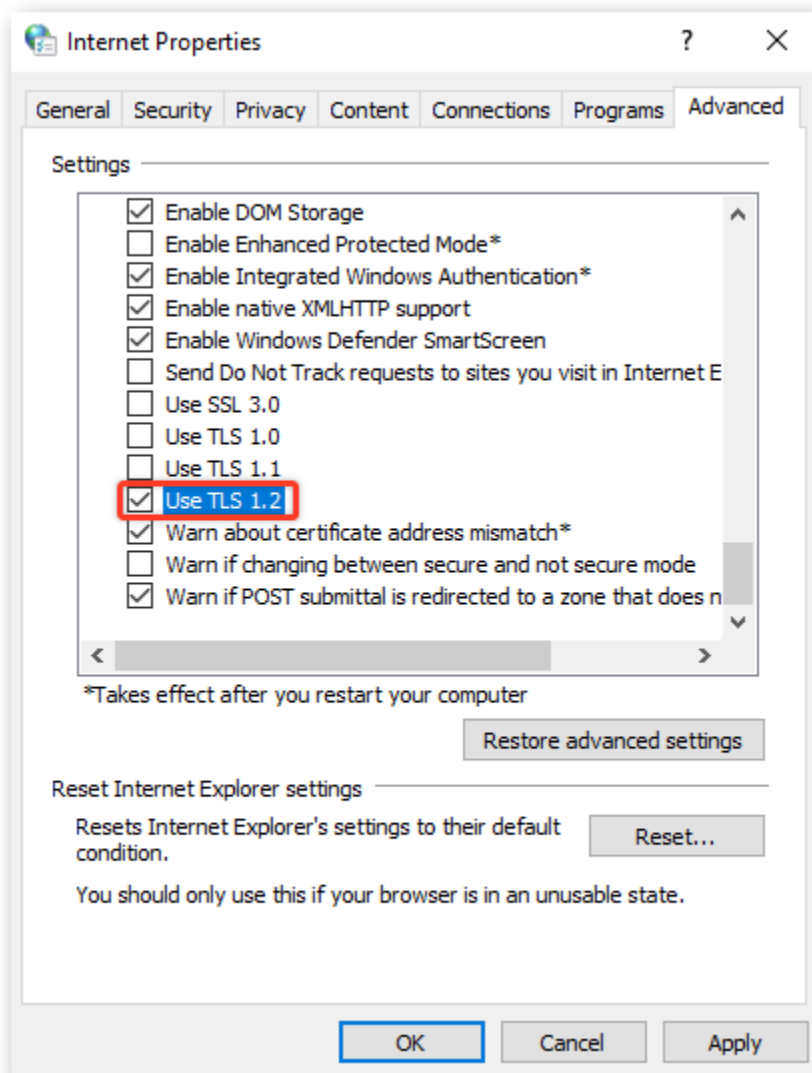 Internet Properties
?
General Security Privacy Content Connections Programs Advanced
Settings
Enable DOM Storage
Enable Enhanced Protected Mode*
Enable Integrated Windows Authentication*
Enable native XMLHTTP support
Enable Windows Defender SmartScreen
Send Do Not Track requests to sites you visit in Internet E
Use SSL 3.0
Use TLS 1.0
Use TLS 1.1
Use TLS 1.2
Warn about certificate address mismatch*
Warn if changing between secure and not secure mode
Warn if POST submittal is redirected to a zone that does n
*Takes effect after you restart your computer
Restore advanced settings
Reset Internet Explorer settings
Resets Internet Explorer's settings to their default
condition.
Reset...
You should only use this if your browser is in an unusable state.
OK Cancel Apply